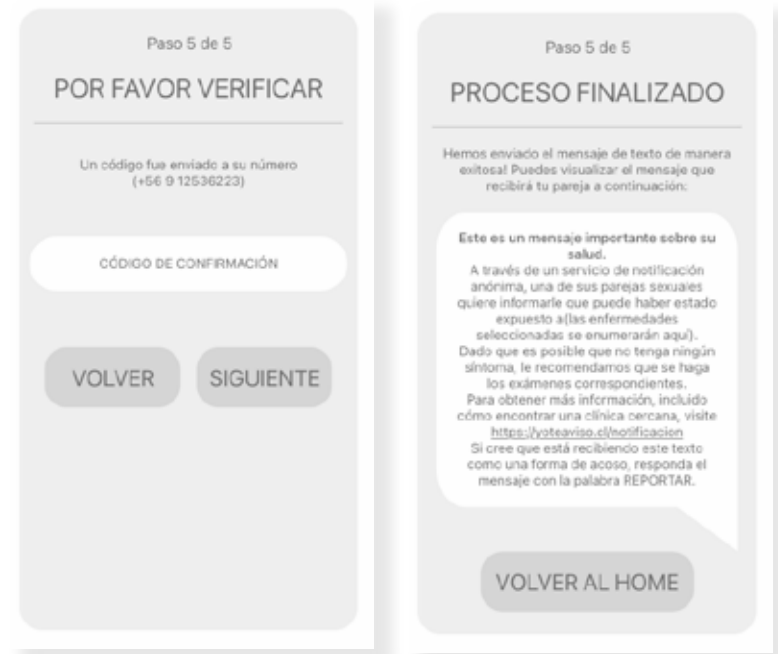 Paso 5 de 5
POR FAVOR VERIFICAR
Un código fue enviado a su número
(+56 9 12536223)
CÓDIGO DE CONFIRMACIÓN
VOLVER
SIGUIENTE
Paso 5 de 5
PROCESO FINALIZADO
Hemos enviado el mensaje de texto de manera
exitosa! Puedes visualizar el mensaje que
recibirá tu pareja a continuación:
Este es un mensaje importante sobre su
salud.
A través de un servicio de notificación
anónima, una de sus parejas sexuales
quiere informarle que puede haber estado
expuesto a(las enfermedades
seleccionadas se enumerarán aquí).
Dado que es posible que no tenga ningún
síntoma, le recomendamos que se haga
los exámenes correspondientes.
Para obtener más información, incluido
cómo encontrar una clínica cercana, visite
https://yoteaviso.cl/notificacion
Si cree que está recibiendo este texto
como una forma de acoso, responda el
mensaje con la palabra REPORTAR.
VOLVER AL HOME